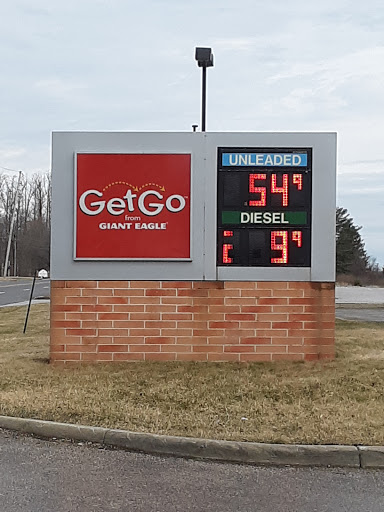 GetGo
from
GIANT EAGLE
UNLEADED
.549
DIESEL
99